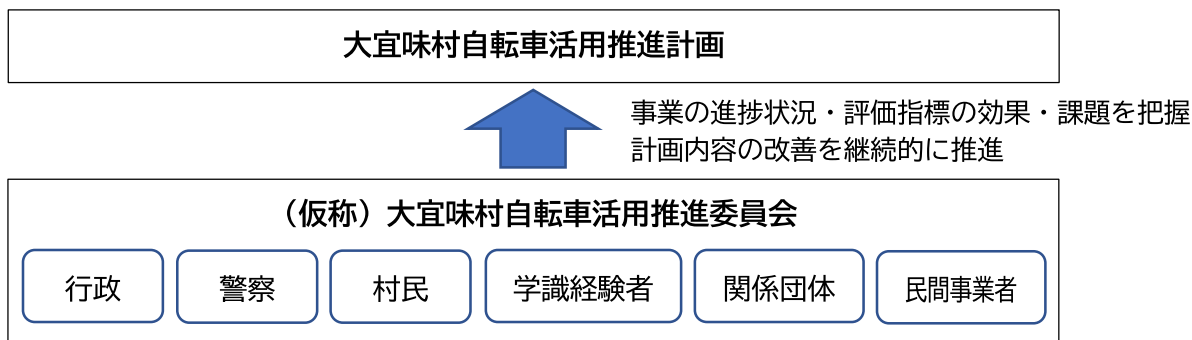 大宜味村自転車活用推進計画
事業の進捗状況・評価指標の効果・課題を把握
計画内容の改善を継続的に推進
（仮称）大宜味村自転車活用推進委員会
行政
警察
村民
学識経験者
関係団体
民間事業者